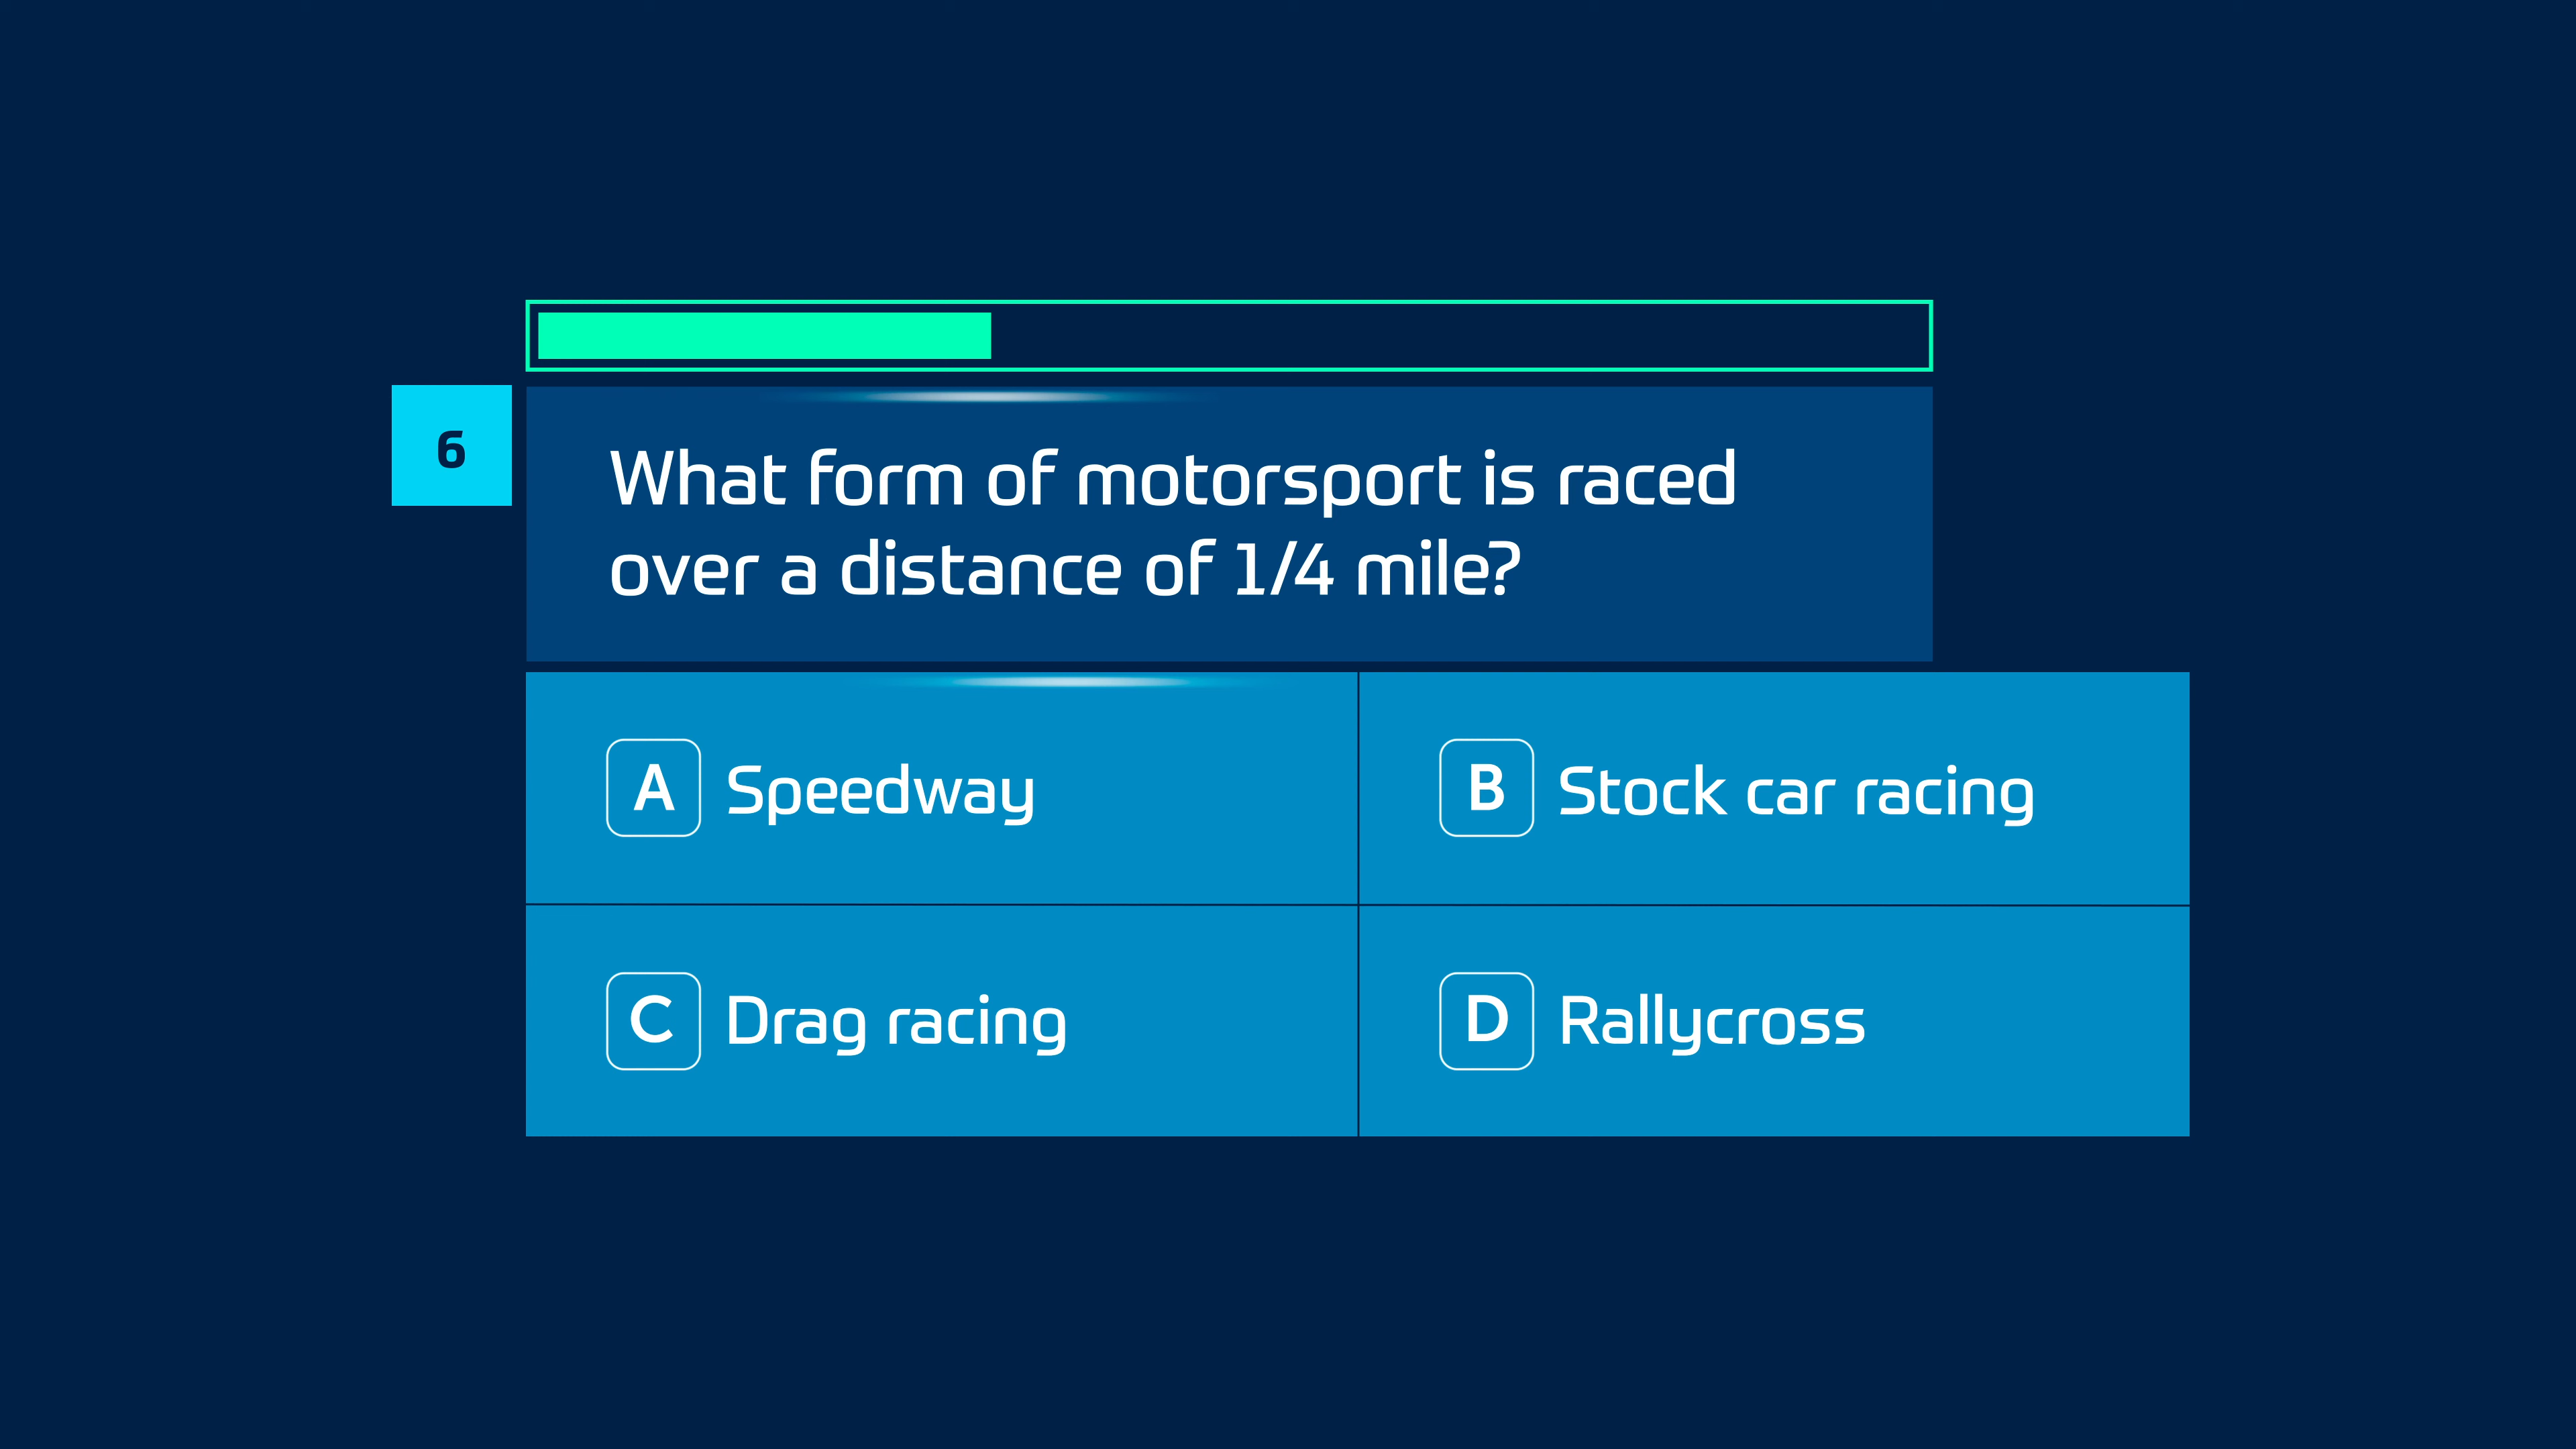 6
What form of motorsport is raced
over a distance of 1/4 mile?
A Speedway
B Stock car racing
C Drag racing
D Rallycross